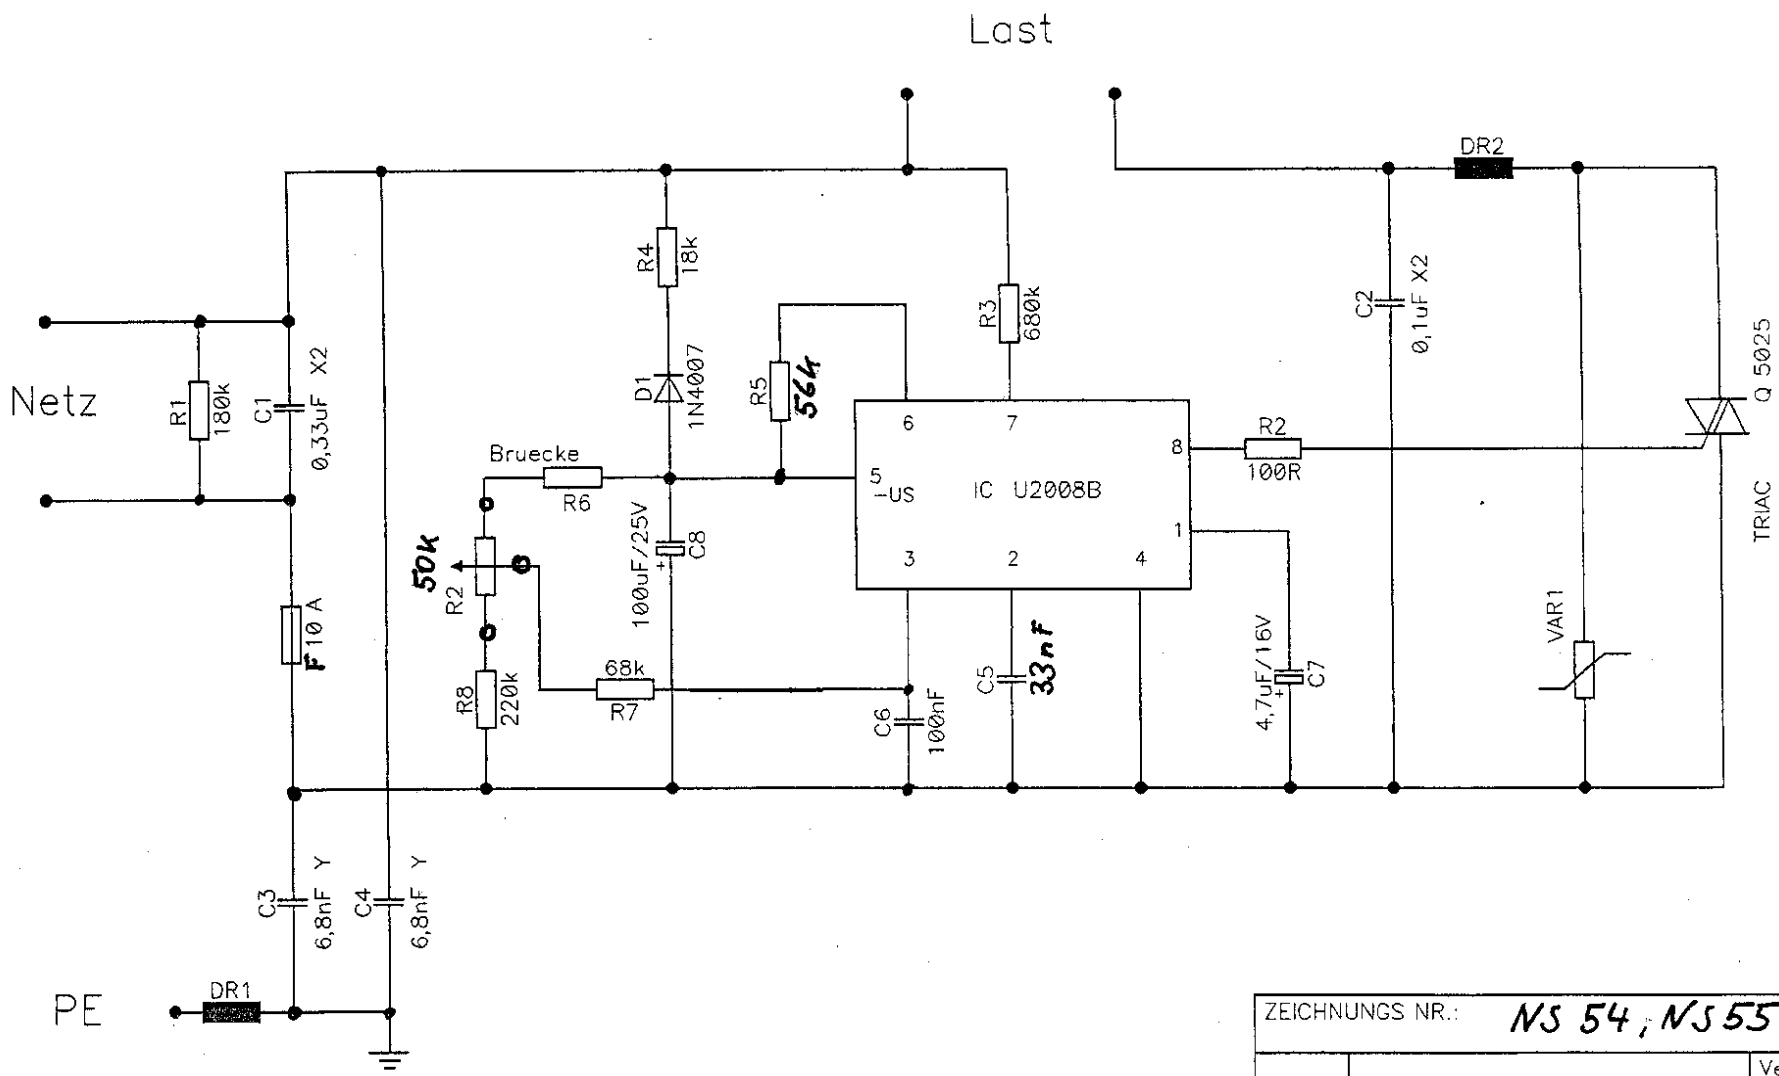 Last
DR2
R4
18k
R3
680k
C2
0,1uF X2
Q 5025
TRIAC
Netz
R1
180k
C1
0,33uF X2
D1
1N4007
R5
56k
6
7
8
R2
100R
Bruecke
R6
5
-US
IC U2008B
1
3
2
4
50K
R2
100uF/25V
+
C8
F 10 A
VAR1
R8
220k
68k
R7
C6
100nF
C5
33nF
4,7uF/16V
+
C7
C3
6,8nF Y
C4
6,8nF Y
PE
DR1
ZEICHNUNGS NR.: NS 54, NS55